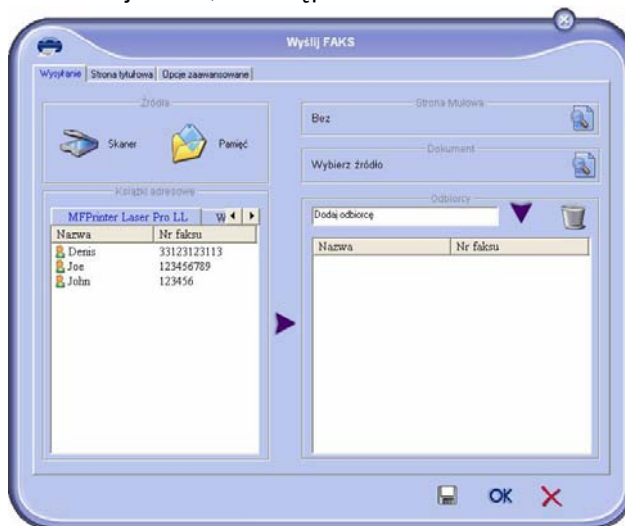 Wyślij FAKS
Wysyłanie Strona tytułowa Opcje zaawansowane
Źródła
Skaner Pamięć
Książki adresowe
MFPrinter Laser Pro LL W
Nazwa Nr faksu
Denis 33123123113
Joe 123456789
John 123456
Strona tytułowa
Bez
Dokument
Wybierz źródło
Odbiorcy
Dodaj odbiorcę
Nazwa Nr faksu
OK